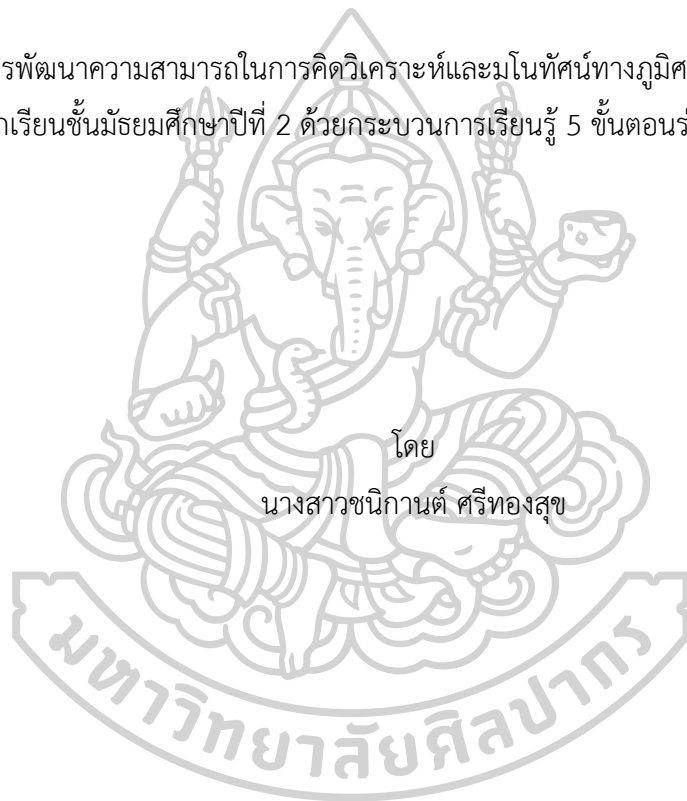 รพัฒนาความสามารถในการคิดวิเคราะห์และมโนทัศน์ทางภูมิศ
เรียนชั้นมัธยมศึกษาปีที่ 2 ด้วยกระบวนการเรียนรู้ 5 ขั้นตอนร่
โดย
นางสาวชนิกานต์ ศรีทองสุข
มหาวิทยาลัยศิลปากร